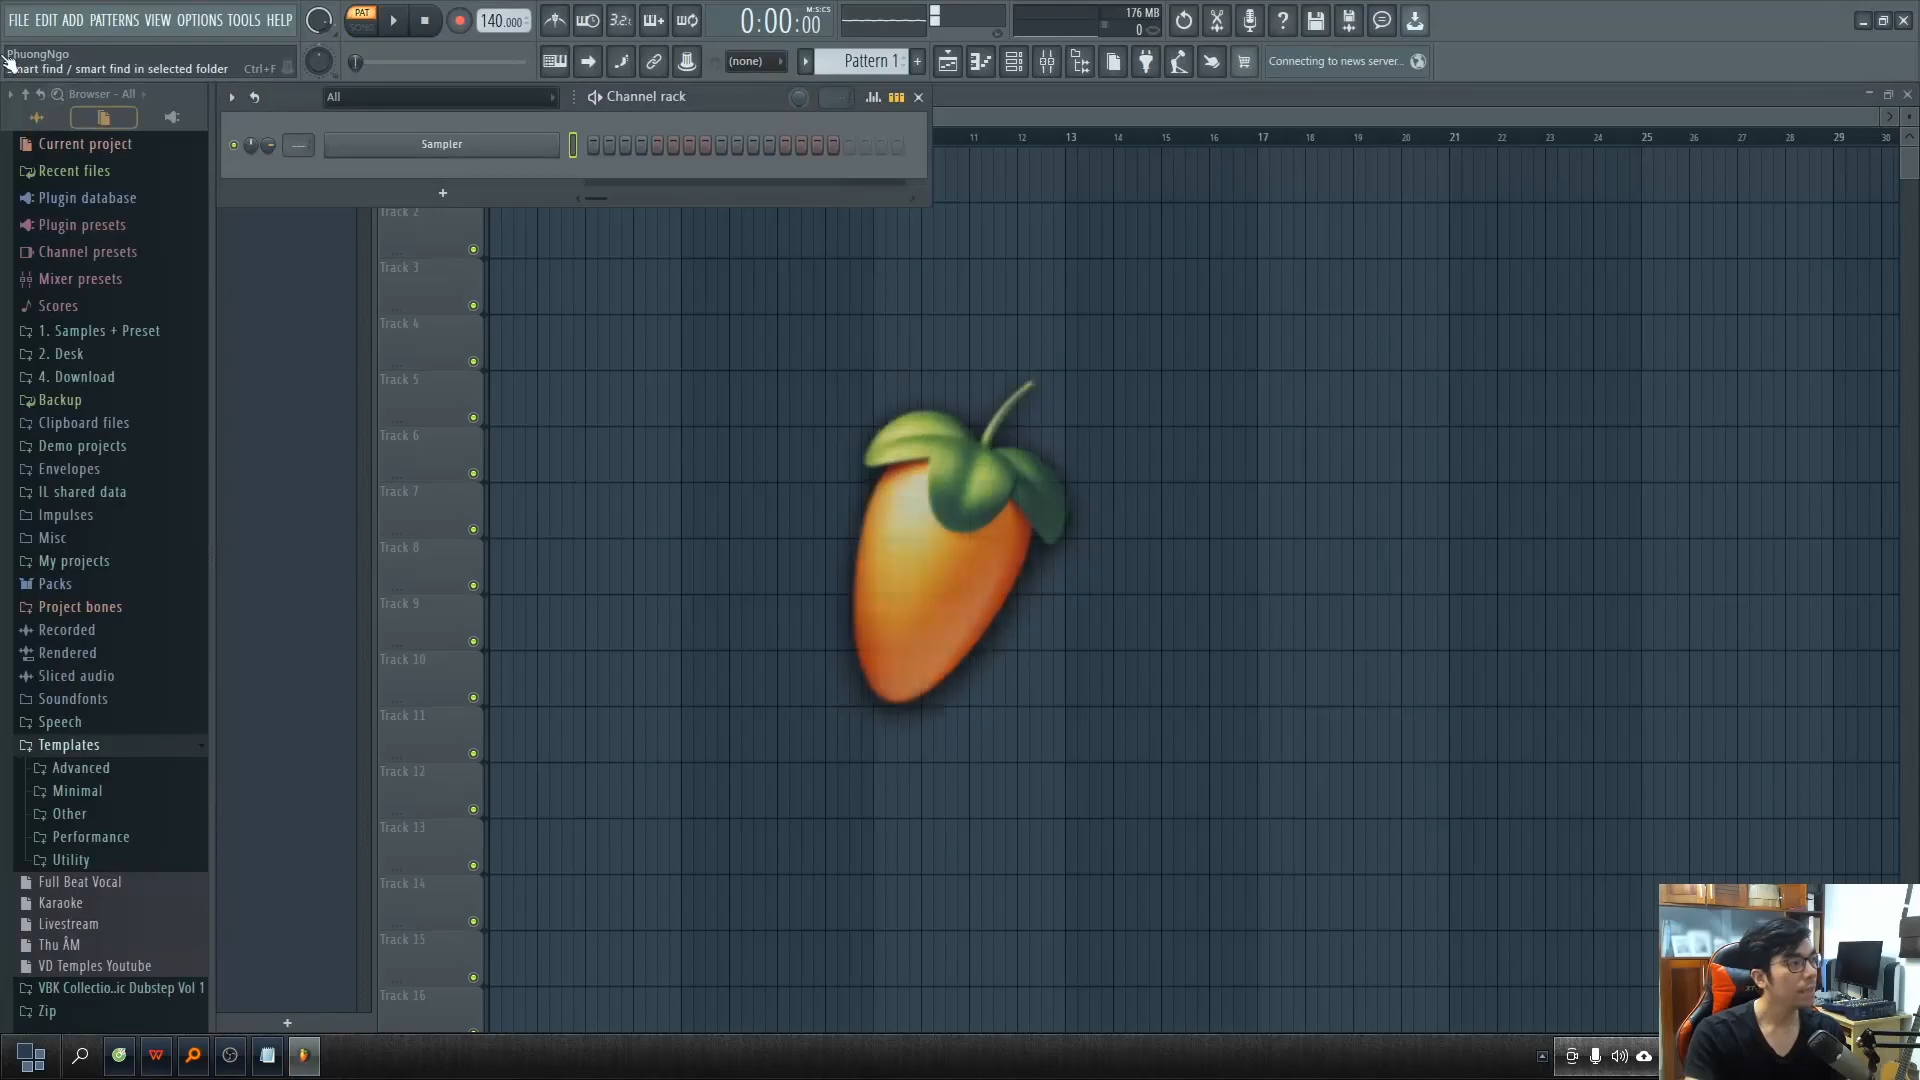 FILE EDIT ADD PATTERNS VIEW OPTIONS TOOLS HELP
PAT
SONG
140.000
3.2.
0:00:00
M:S:CS
176 MB
0
PhuongNgo
Smart find / smart find in selected folder
Ctrl+F
(none)
Pattern 1
Connecting to news server...
Browser - All
All
Channel rack
Sampler
11
12
13
14
15
16
17
18
19
20
21
22
23
24
25
26
27
28
29
30
Current project
Recent files
Plugin database
Plugin presets
Channel presets
Mixer presets
Scores
1. Samples + Preset
2. Desk
4. Download
Backup
Clipboard files
Demo projects
Envelopes
IL shared data
Impulses
Misc
My projects
Packs
Project bones
Recorded
Rendered
Sliced audio
Soundfonts
Speech
Templates
Advanced
Minimal
Other
Performance
Utility
Full Beat Vocal
Karaoke
Livestream
Thu ÂM
VD Temples Youtube
VBK Collectio..ic Dubstep Vol 1
Zip
Track 2
Track 3
Track 4
Track 5
Track 6
Track 7
Track 8
Track 9
Track 10
Track 11
Track 12
Track 13
Track 14
Track 15
Track 16